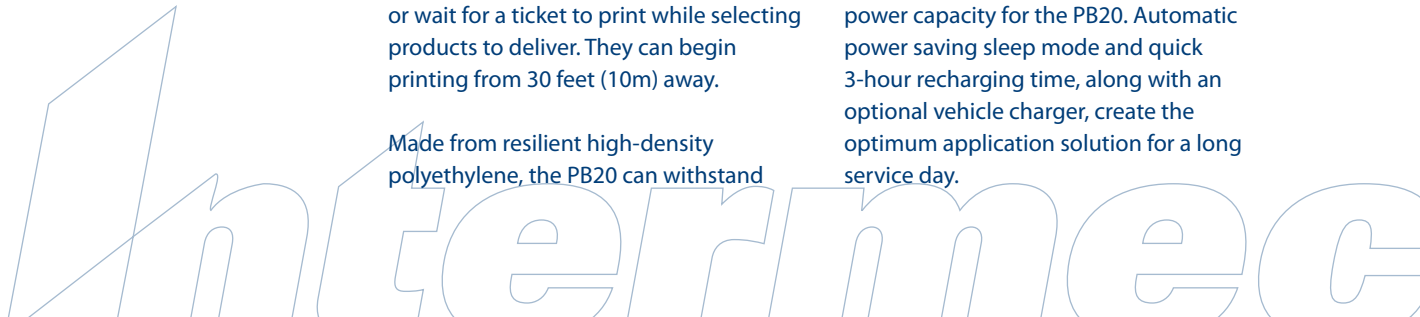 or wait for a ticket to print while selecting
products to deliver. They can begin
printing from 30 feet (10m) away.
Made from resilient high-density
polyethylene, the PB20 can withstand
power capacity for the PB20. Automatic
power saving sleep mode and quick
3-hour recharging time, along with an
optional vehicle charger, create the
optimum application solution for a long
service day.
Intermec